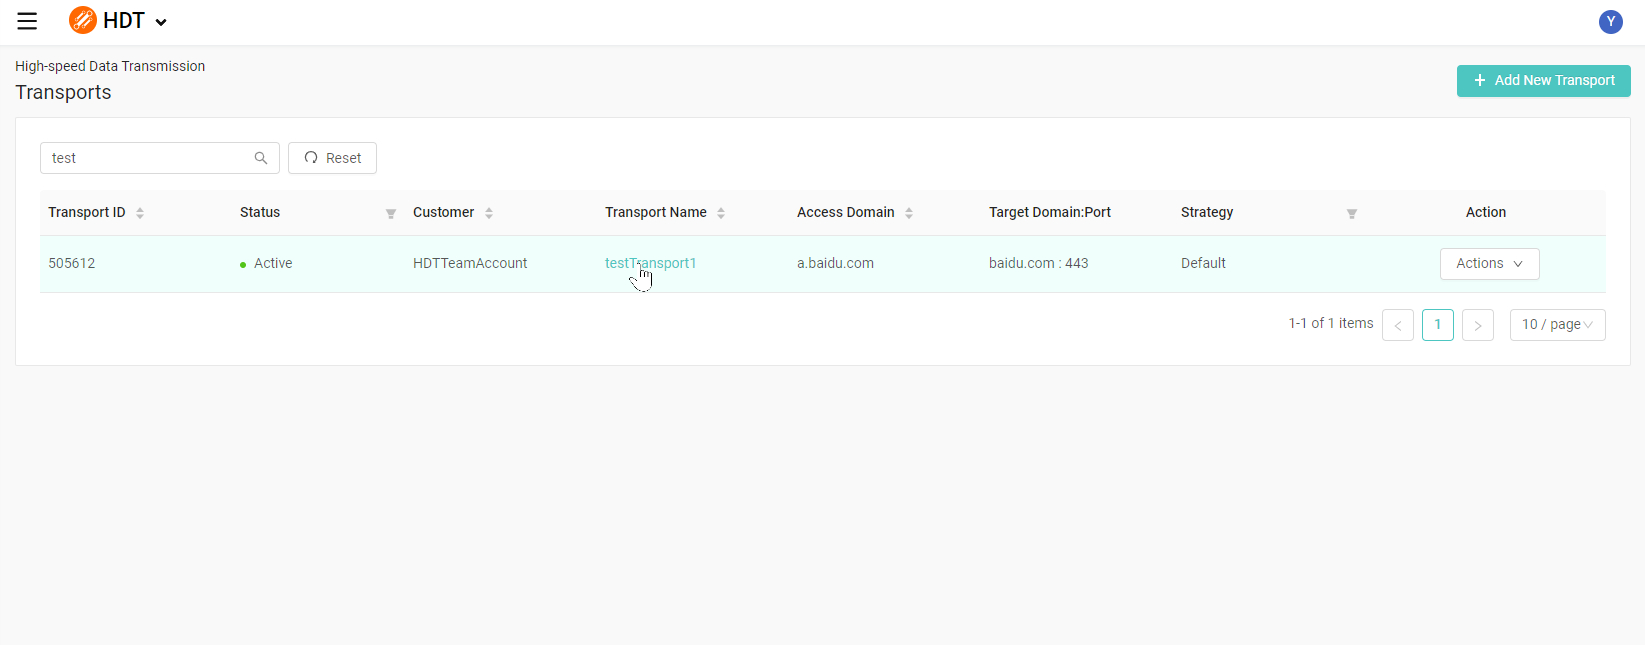 HDT
Y
High-speed Data Transmission
Transports
+ Add New Transport
test
Reset
Transport ID Status Customer Transport Name Access Domain Target Domain:Port Strategy Action
505612 Active HDTTeamAccount testTransport1 a.baidu.com baidu.com : 443 Default Actions
1-1 of 1 items < 1 > 10 / page